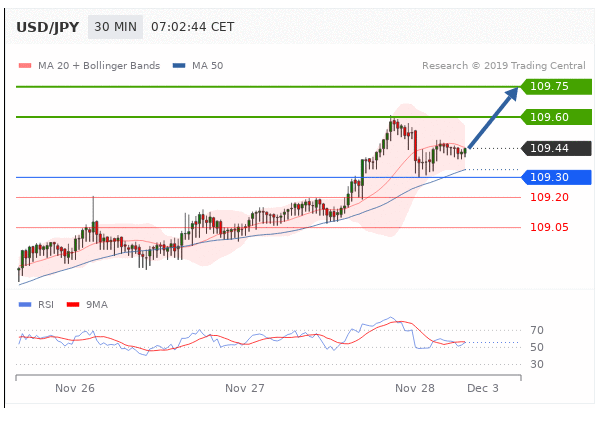 USD/JPY 30 MIN 07:02:44 CET
MA 20 + Bollinger Bands MA 50 Research © 2019 Trading Central
109.75
109.60
109.44
109.30
109.20
109.05
RSI 9MA
70
50
30
Nov 26 Nov 27 Nov 28 Dec 3